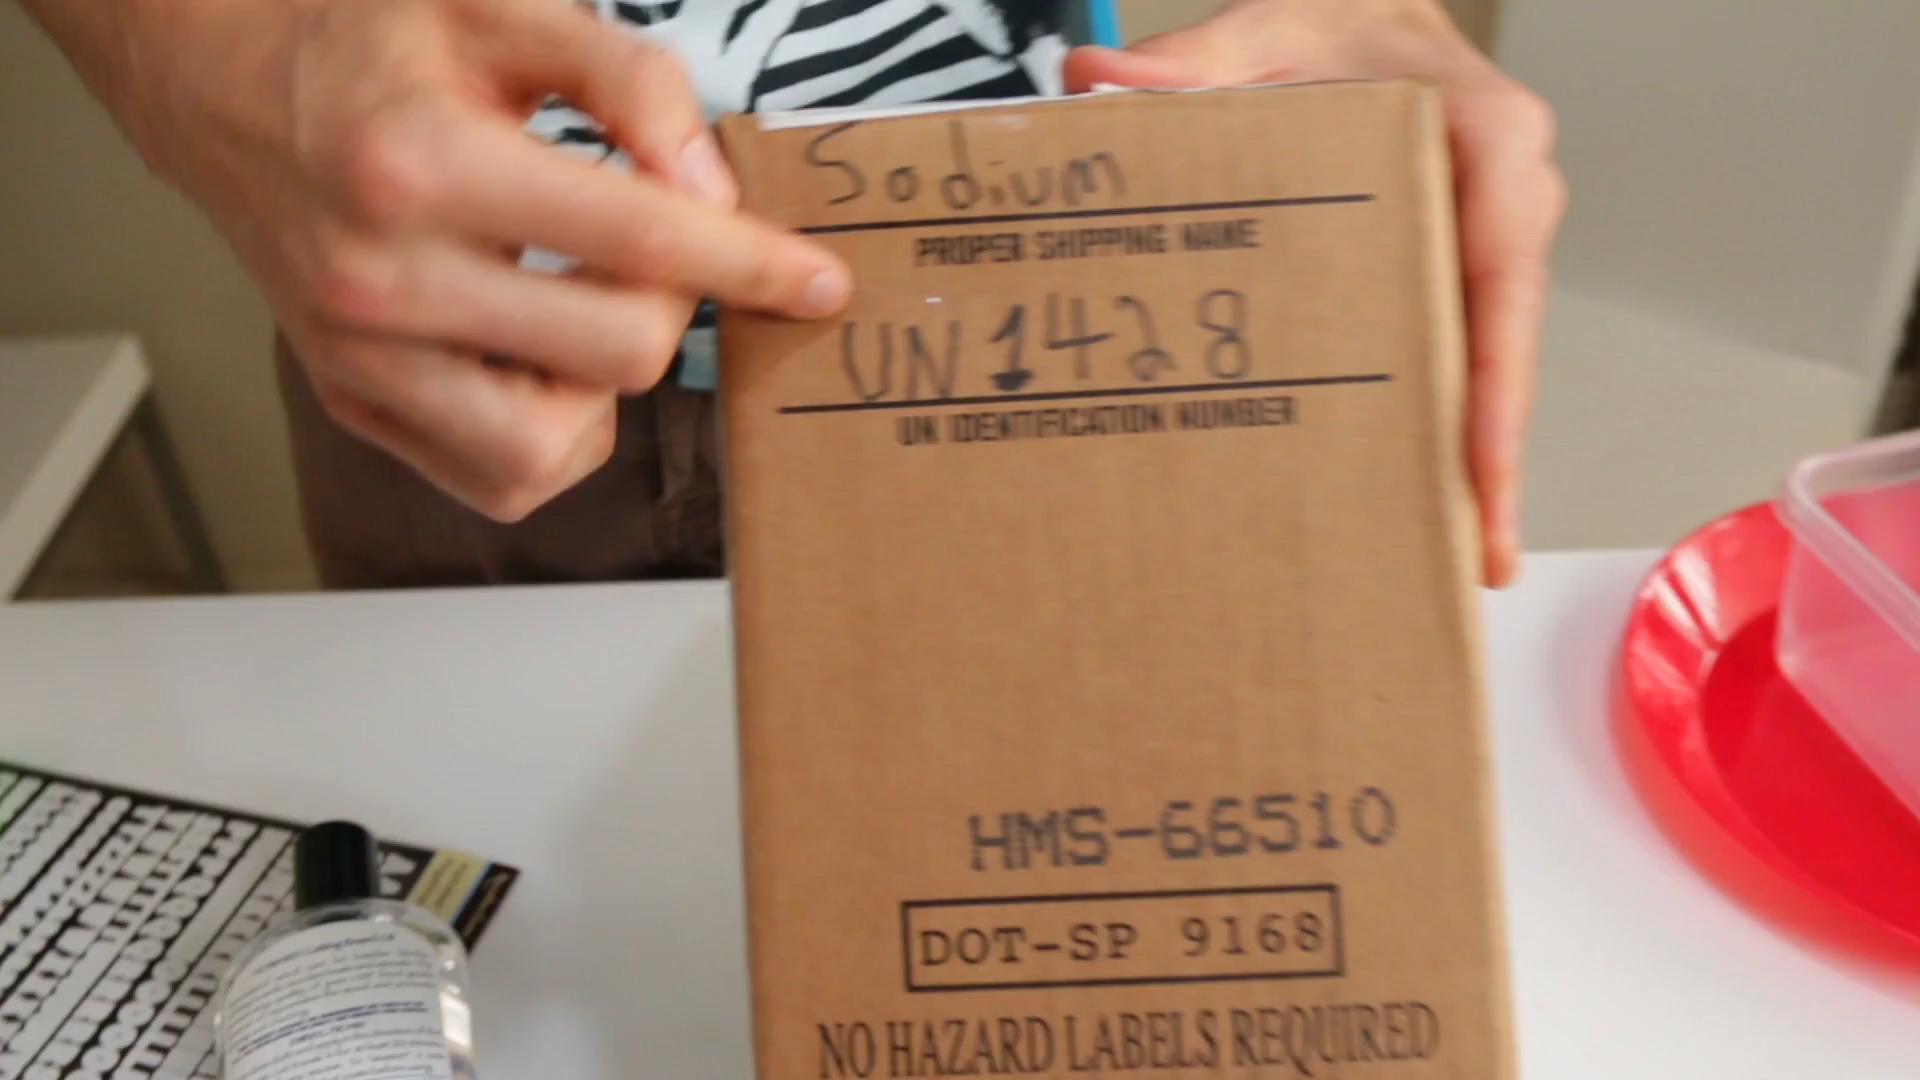 Sodium
PROPER SHIPPING NAME
UN1428
UN IDENTIFICATION NUMBER
HMS-66510
DOT-SP 9168
NO HAZARD LABELS REQUIRED